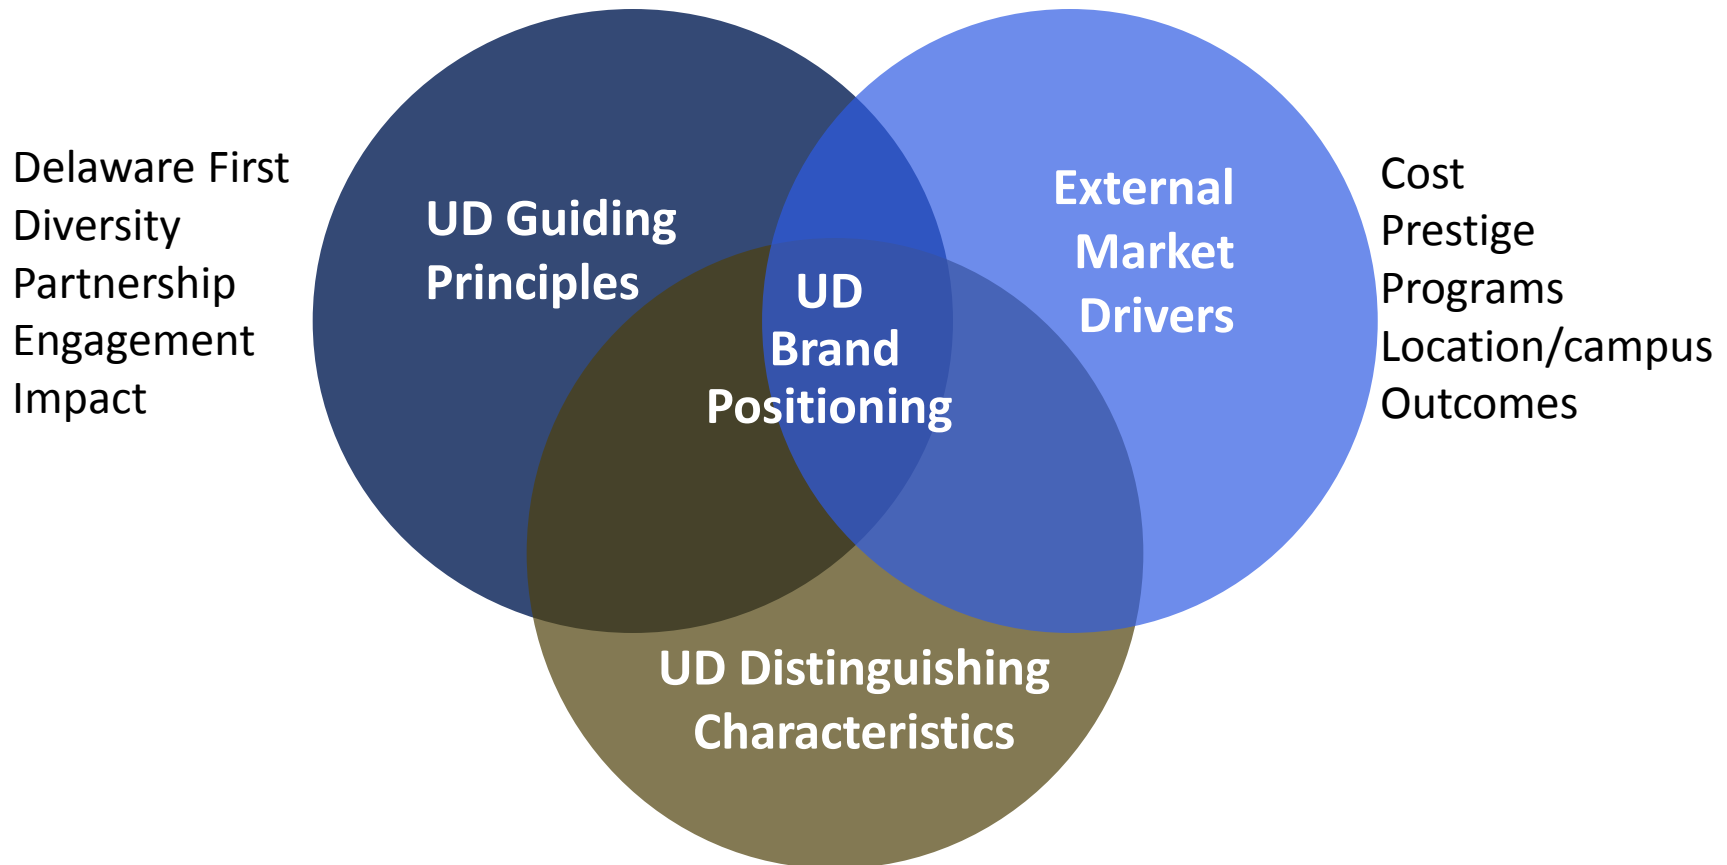 Delaware First
Diversity
Partnership
Engagement
Impact
UD Guiding
Principles
UD
Brand
Positioning
External
Market
Drivers
Cost
Prestige
Programs
Location/campus
Outcomes
UD Distinguishing
Characteristics